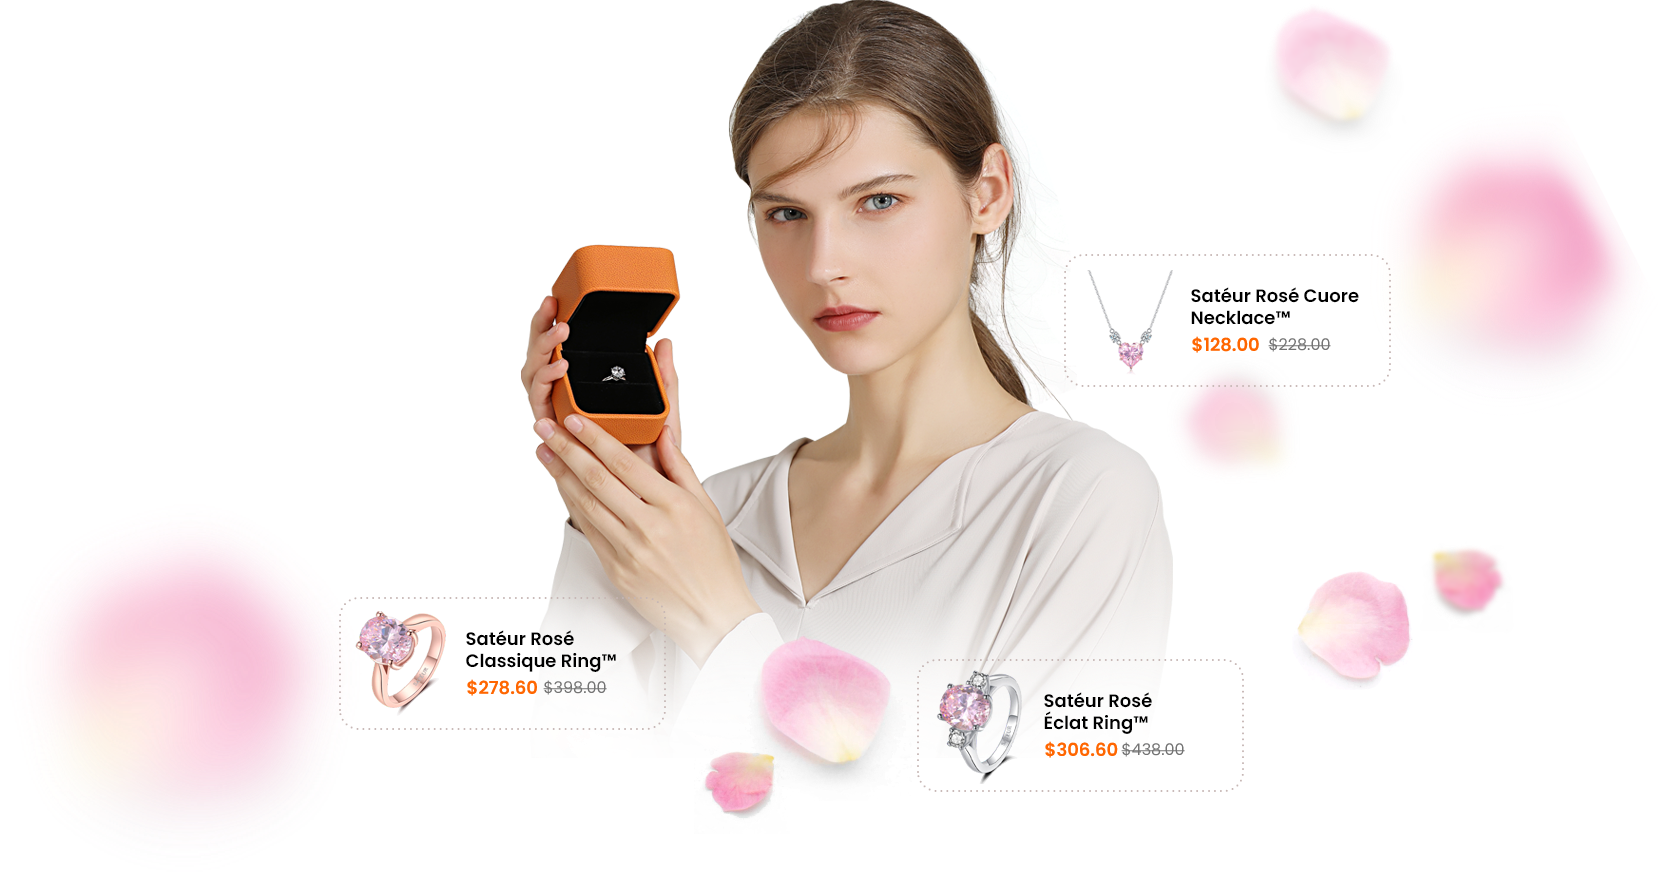 Satéur Rosé Cuore
Necklace™
$128.00 $228.00
Satéur Rosé
Classique Ring™
$278.60 $398.00
Satéur Rosé
Éclat Ring™
$306.60 $438.00